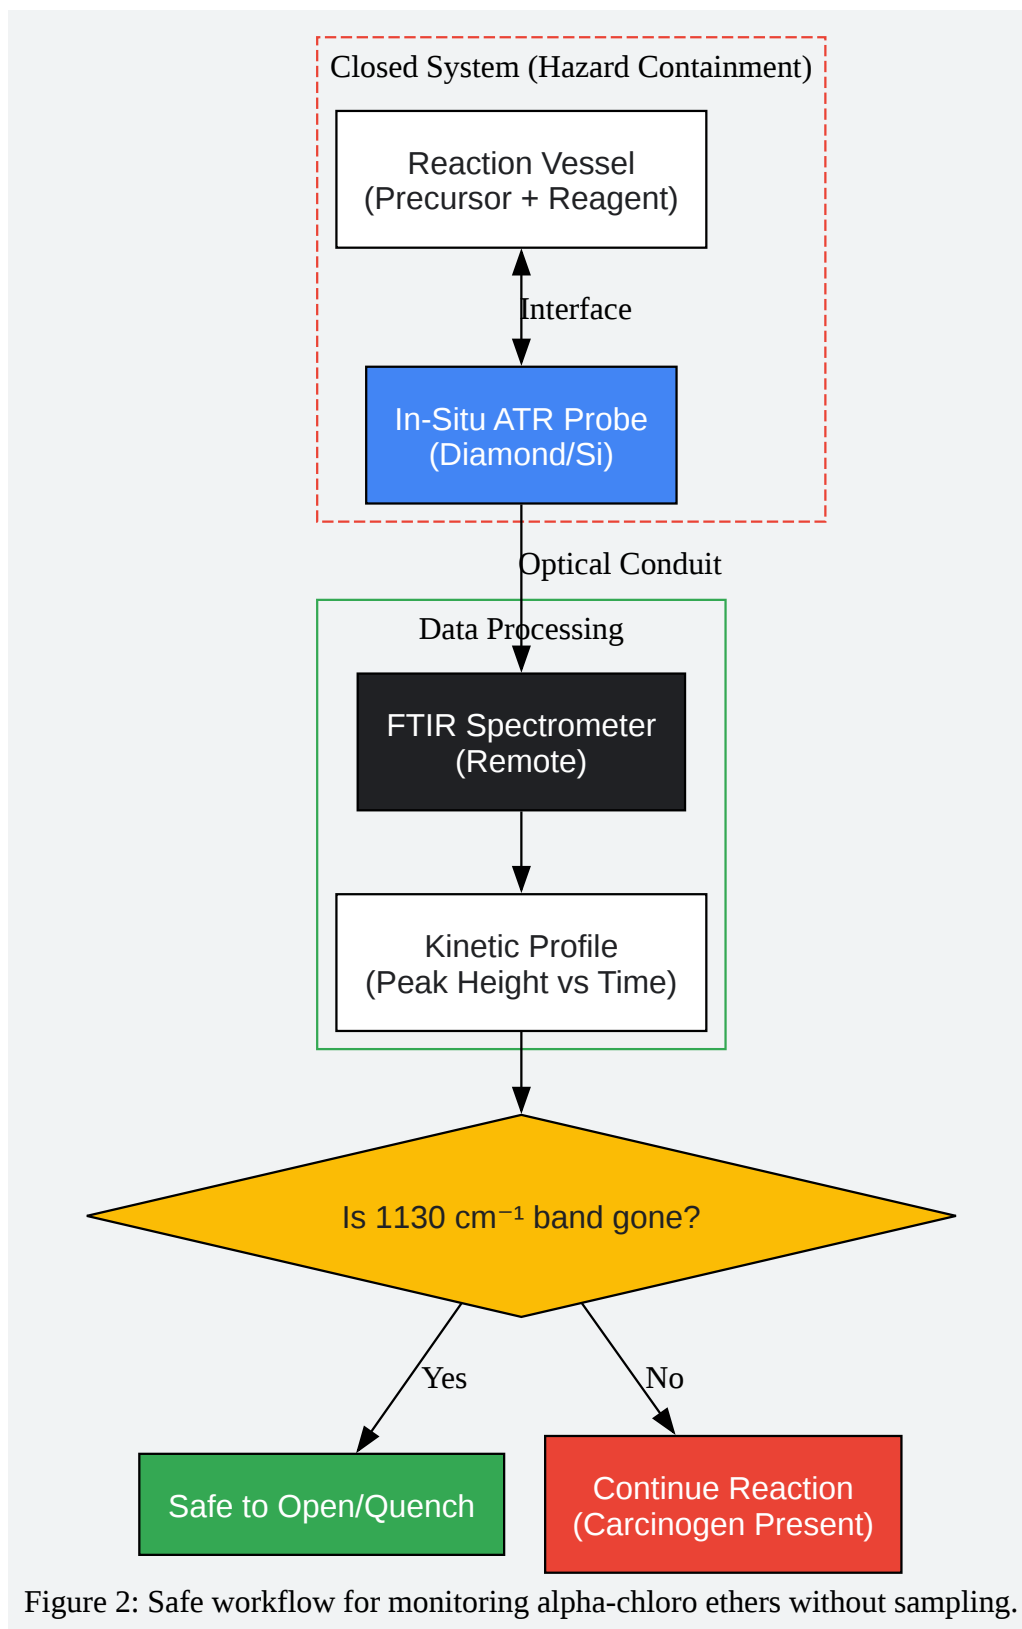 Closed System (Hazard Containment)
Reaction Vessel
(Precursor + Reagent)
Interface
In-Situ ATR Probe
(Diamond/Si)
Optical Conduit
Data Processing
FTIR Spectrometer
(Remote)
Kinetic Profile
(Peak Height vs Time)
Is 1130 cm⁻¹ band gone?
Yes
No
Safe to Open/Quench
Continue Reaction
(Carcinogen Present)
Figure 2: Safe workflow for monitoring alpha-chloro ethers without sampling.